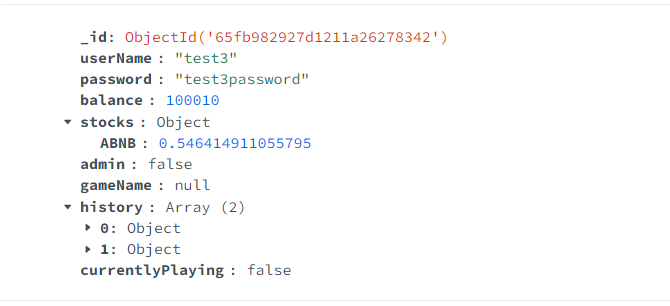 _id: ObjectId('65fb982927d1211a26278342')
userName : "test3"
password : "test3password"
balance : 100010
stocks : Object
ABNB : 0.546414911055795
admin : false
gameName : null
history : Array (2)
0: Object
1: Object
currentlyPlaying : false